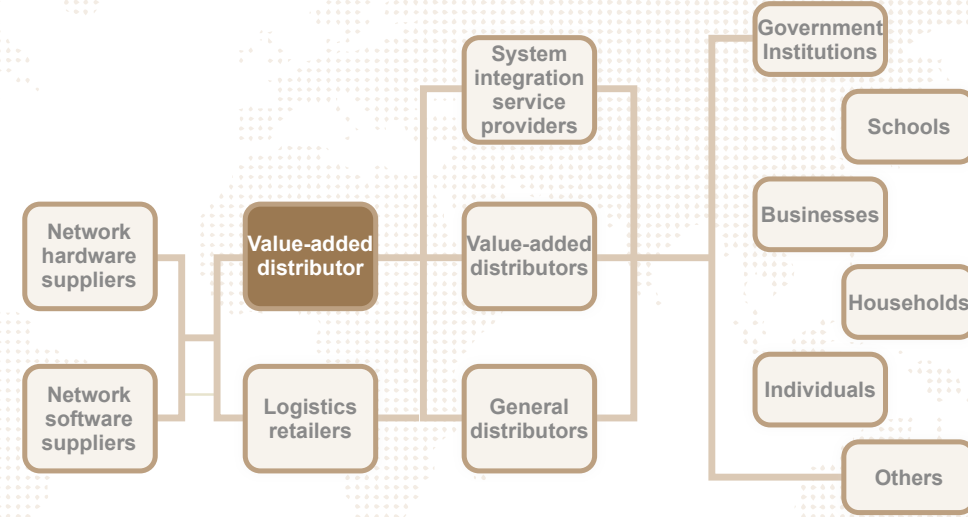 Network
hardware
suppliers
Network
software
suppliers
Value-added
distributor
Logistics
retailers
System
integration
service
providers
Value-added
distributors
General
distributors
Government
Institutions
Schools
Businesses
Households
Individuals
Others